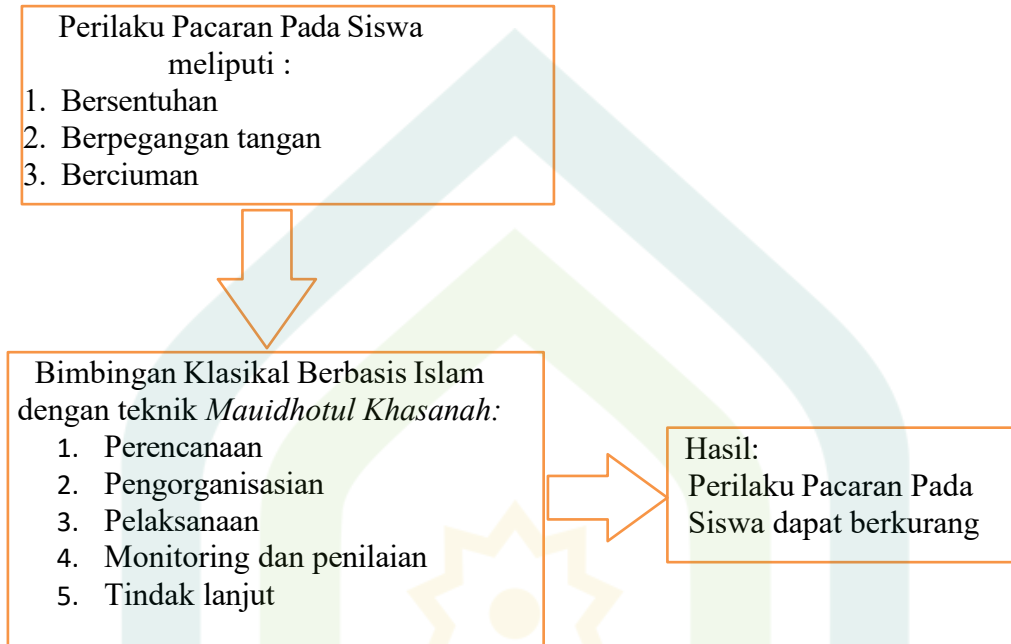 Perilaku Pacaran Pada Siswa
meliputi :
1. Bersentuhan
2. Berpegangan tangan
3. Berciuman
Bimbingan Klasikal Berbasis Islam
dengan teknik Mauidhotul Khasanah:
1. Perencanaan
2. Pengorganisasian
3. Pelaksanaan
4. Monitoring dan penilaian
5. Tindak lanjut
Hasil:
Perilaku Pacaran Pada
Siswa dapat berkurang